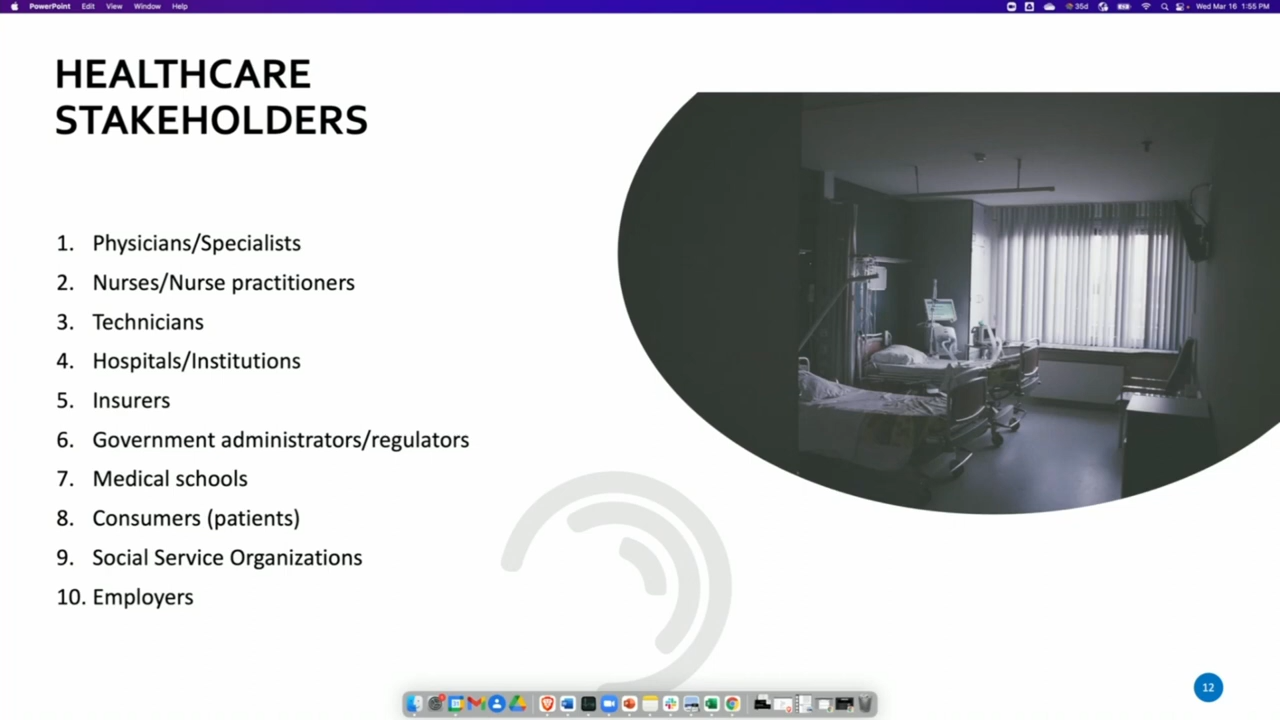 PowerPoint Edit View Window Help 35d Wed Mar 16 1:55 PM
HEALTHCARE
STAKEHOLDERS
1. Physicians/Specialists
2. Nurses/Nurse practitioners
3. Technicians
4. Hospitals/Institutions
5. Insurers
6. Government administrators/regulators
7. Medical schools
8. Consumers (patients)
9. Social Service Organizations
10. Employers
12